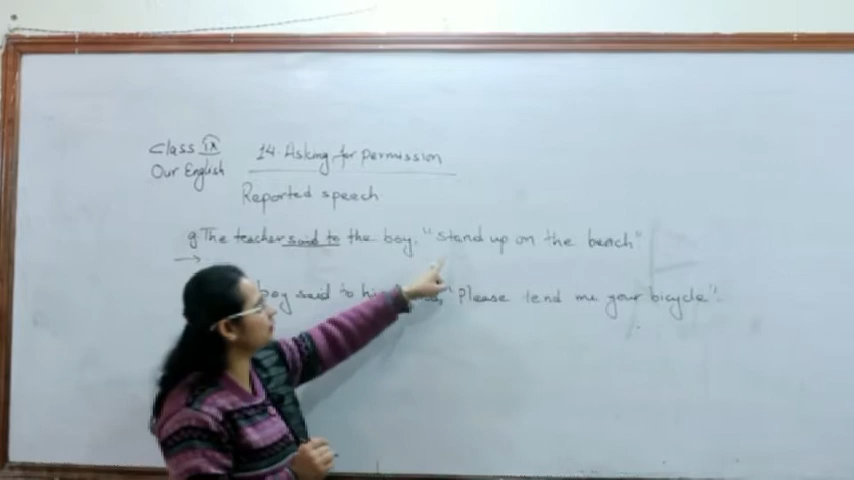 Class IX 14. Asking for permission
Our English
Reported speech
g The teacher said to the boy, "Stand up on the bench"
boy said to his "Please lend me your bicycle".